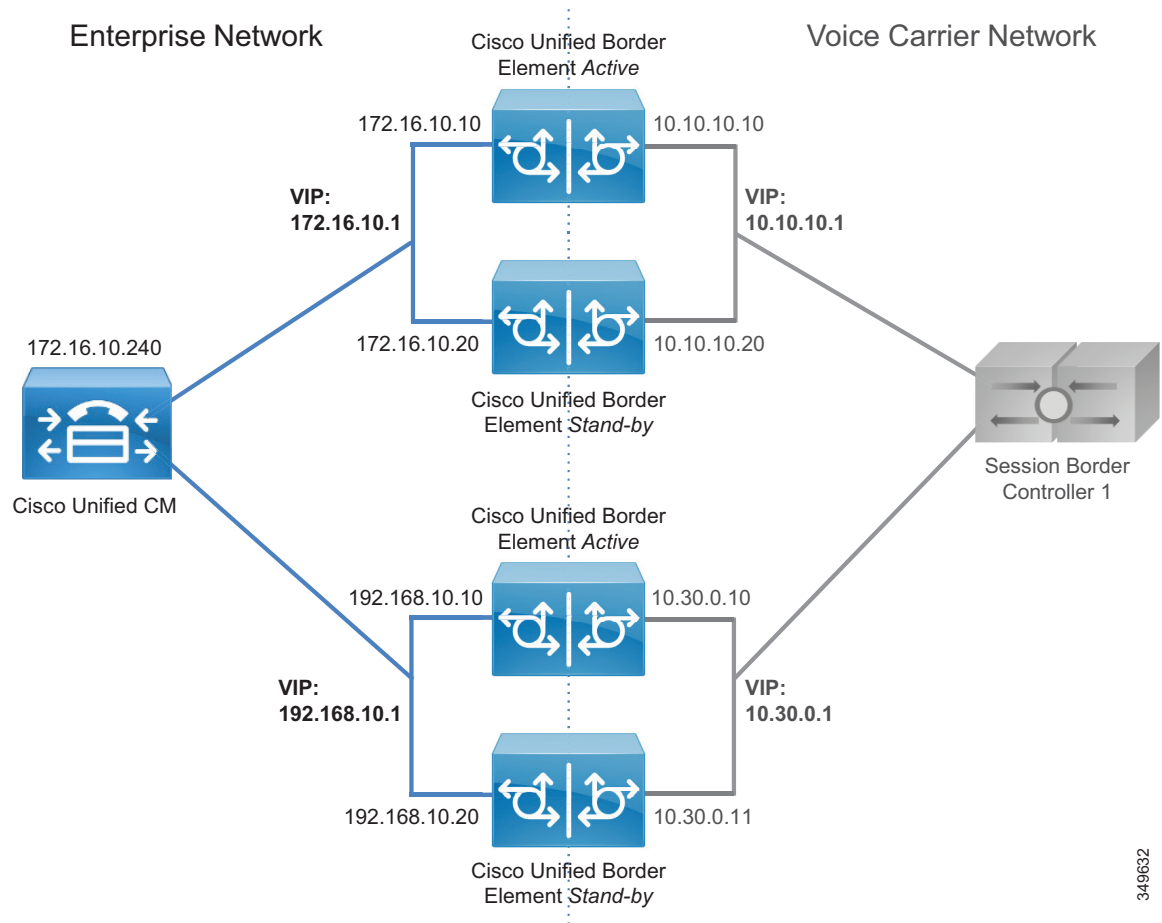 Enterprise Network
Voice Carrier Network
Cisco Unified Border
Element Active
172.16.10.10
10.10.10.10
VIP:
172.16.10.1
VIP:
10.10.10.1
172.16.10.20
10.10.10.20
Cisco Unified Border
Element Stand-by
172.16.10.240
Cisco Unified CM
Session Border
Controller 1
Cisco Unified Border
Element Active
192.168.10.10
10.30.0.10
VIP:
192.168.10.1
VIP:
10.30.0.1
192.168.10.20
10.30.0.11
Cisco Unified Border
Element Stand-by
349632